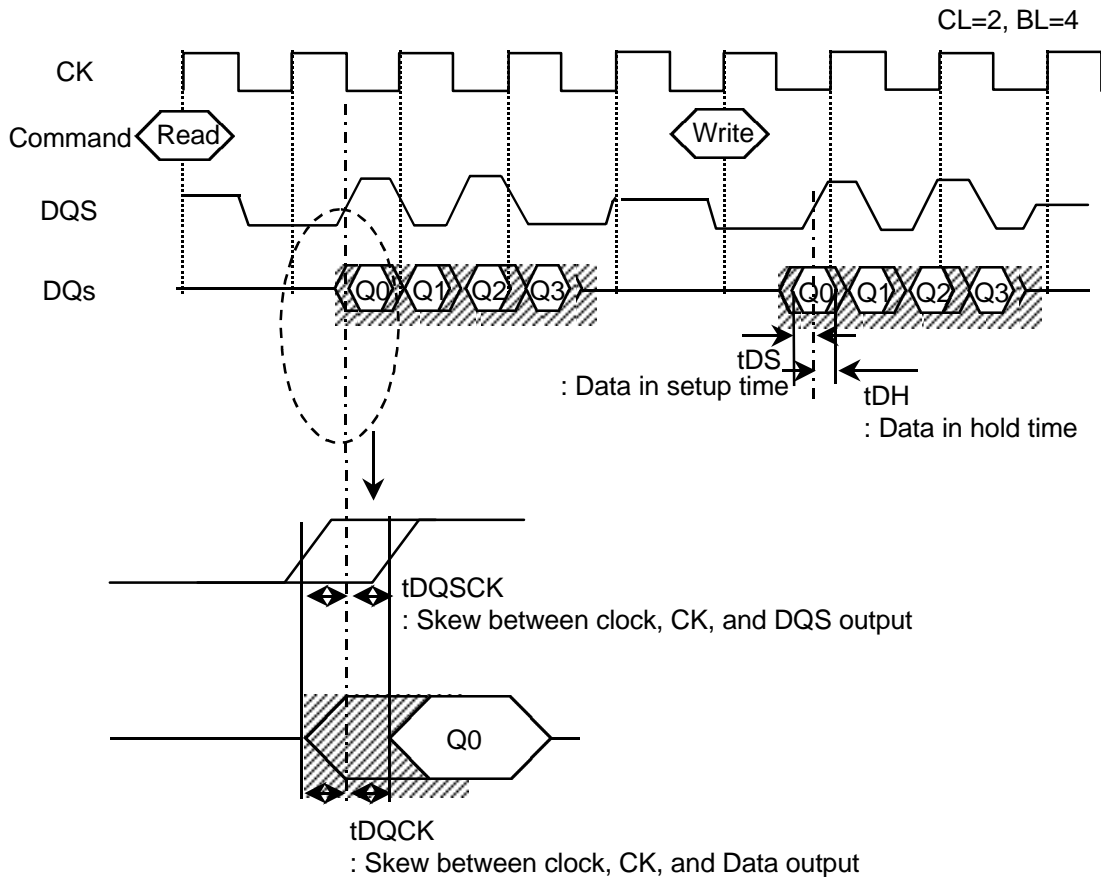 CL=2, BL=4
CK
Command
Read
Write
DQS
DQs
Q0
Q1
Q2
Q3
Q0
Q1
Q2
Q3
tDS
: Data in setup time
tDH
: Data in hold time
tDQSCK
: Skew between clock, CK, and DQS output
Q0
tDQCK
: Skew between clock, CK, and Data output